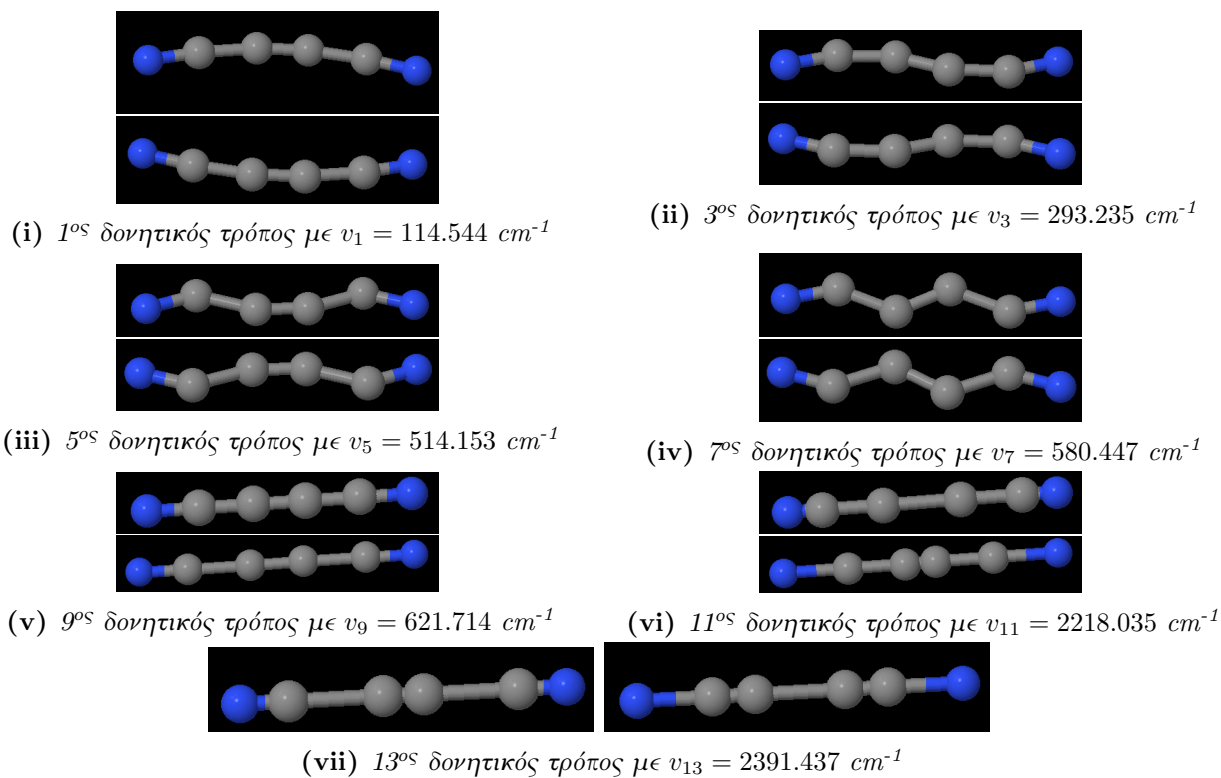 (i) 1ος δονητικός τρόπος με v1 = 114.544 cm-1
(ii) 3ος δονητικός τρόπος με v3 = 293.235 cm-1
(iii) 5ος δονητικός τρόπος με v5 = 514.153 cm-1
(iv) 7ος δονητικός τρόπος με v7 = 580.447 cm-1
(v) 9ος δονητικός τρόπος με v9 = 621.714 cm-1
(vi) 11ος δονητικός τρόπος με v11 = 2218.035 cm-1
(vii) 13ος δονητικός τρόπος με v13 = 2391.437 cm-1